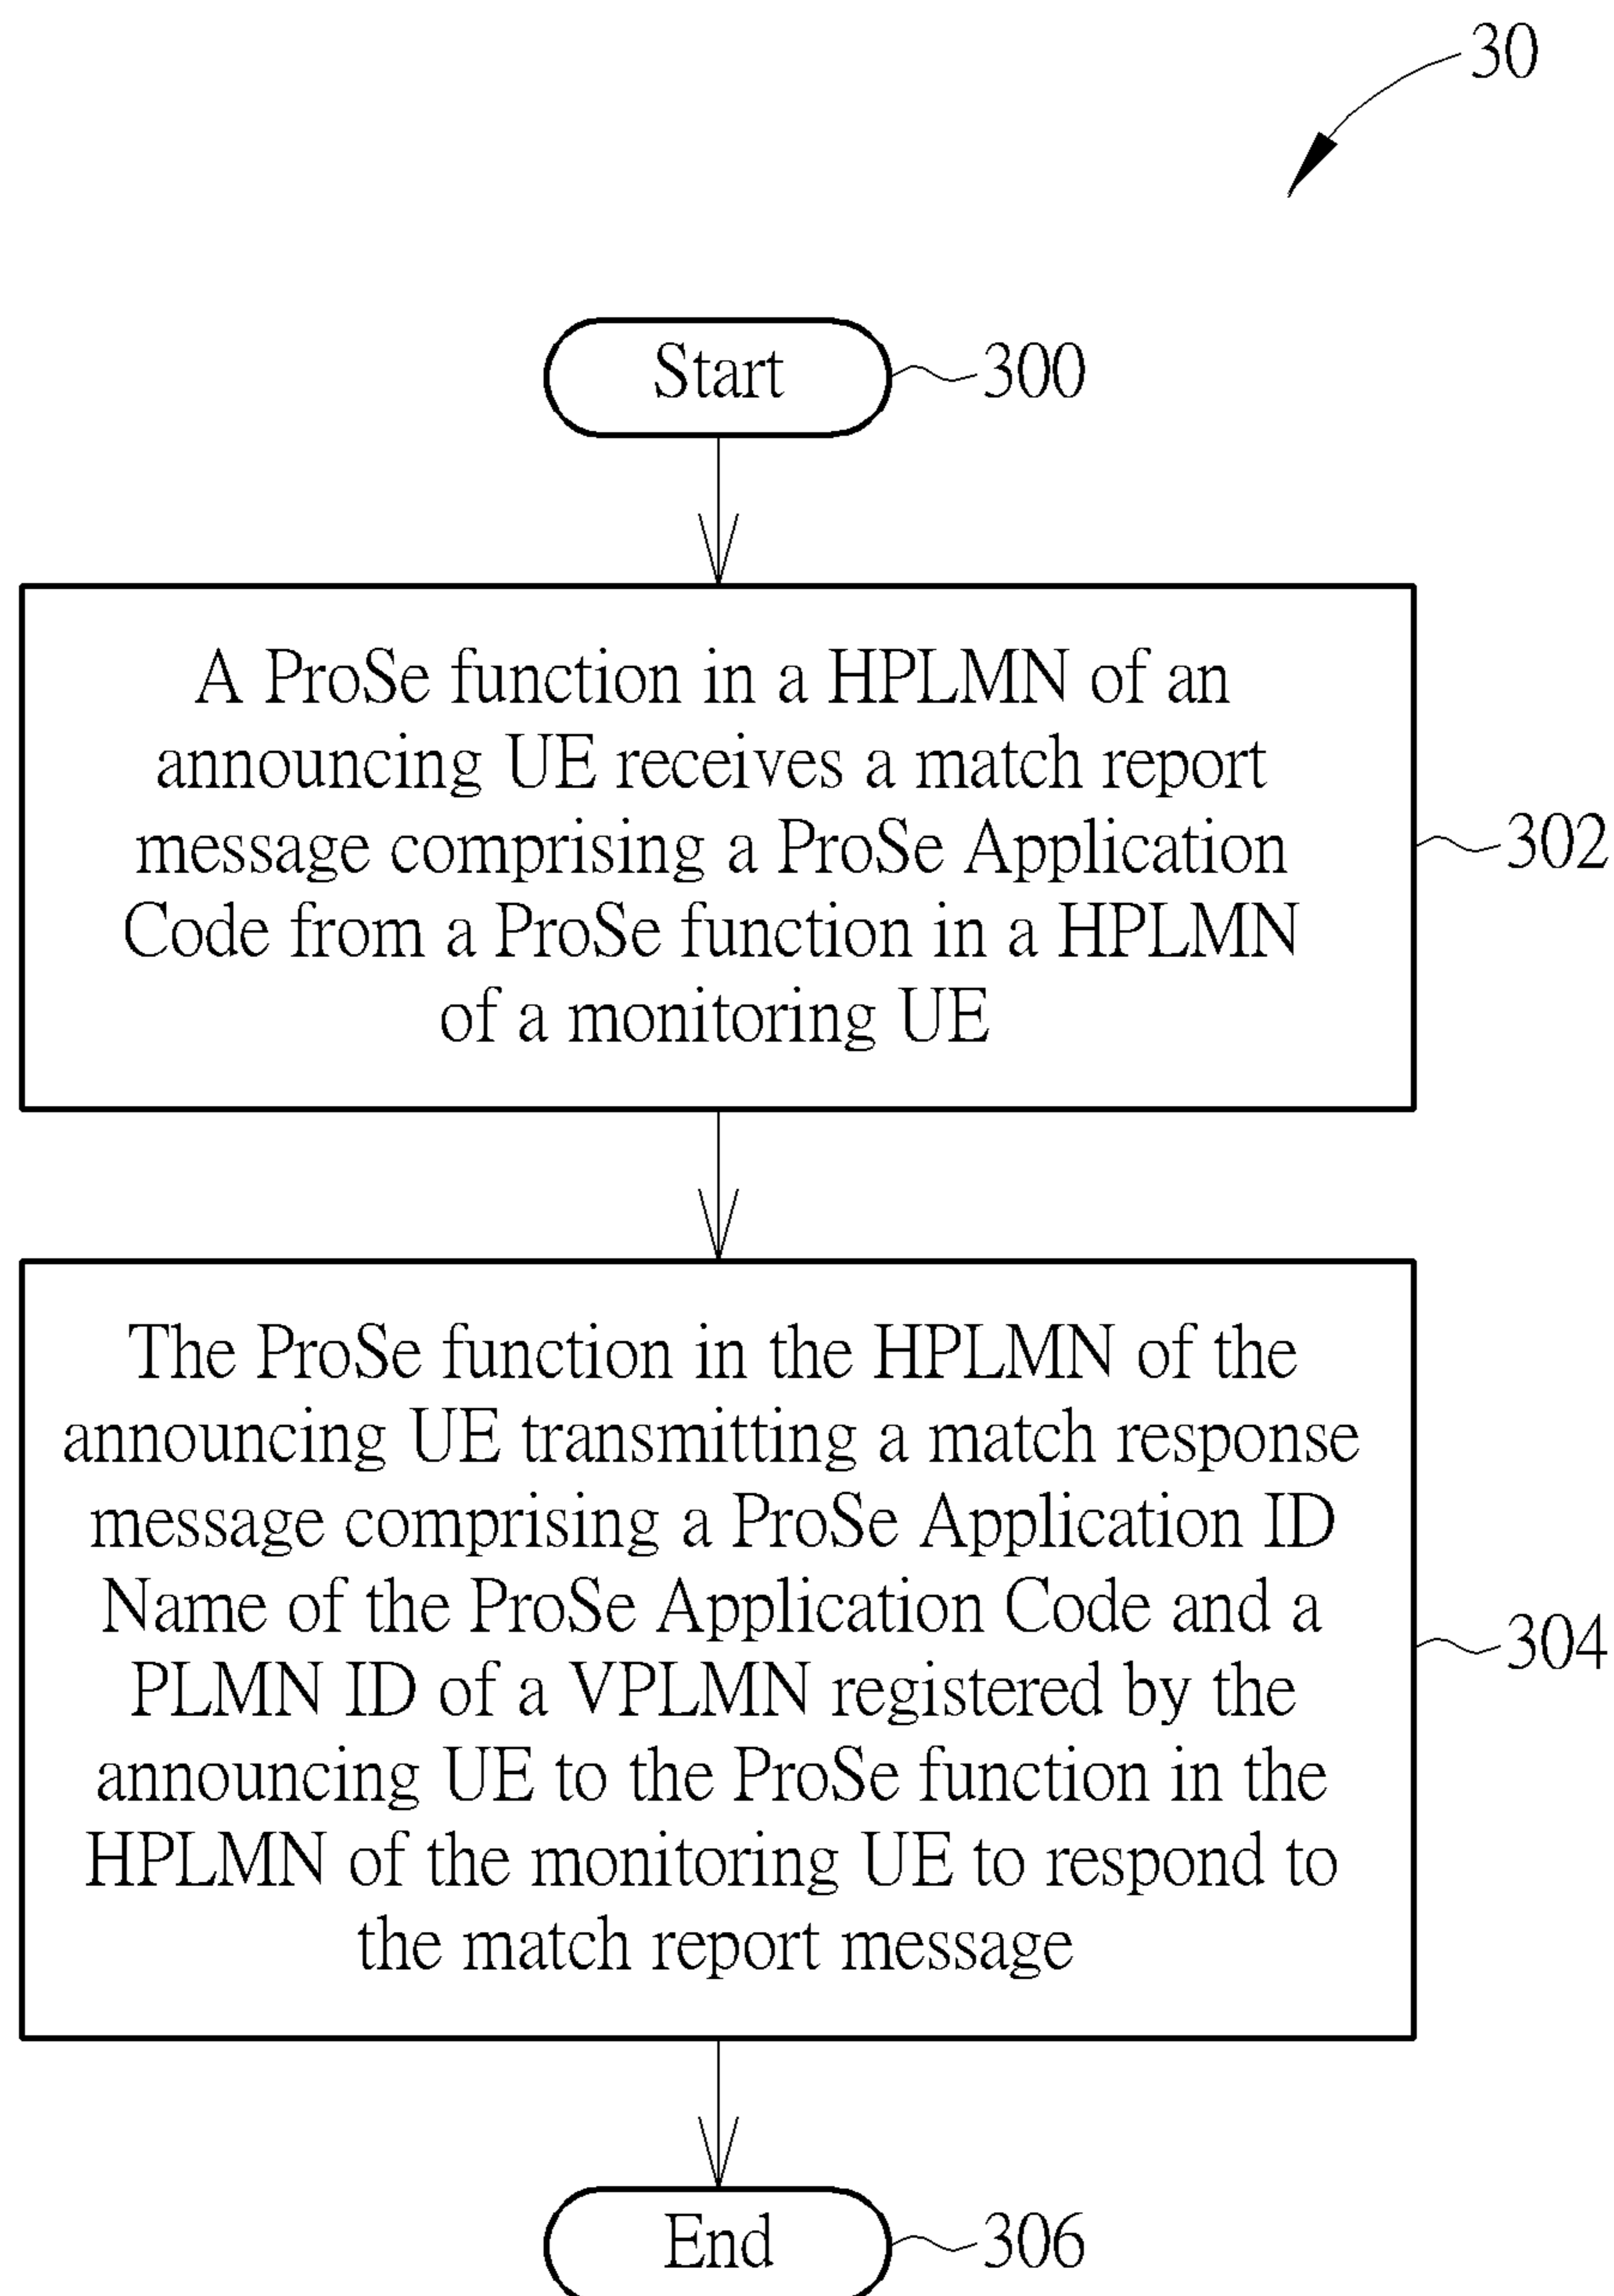 30
Start
300
A ProSe function in a HPLMN of an
announcing UE receives a match report
message comprising a ProSe Application
Code from a ProSe function in a HPLMN
of a monitoring UE
302
The ProSe function in the HPLMN of the
announcing UE transmitting a match response
message comprising a ProSe Application ID
Name of the ProSe Application Code and a
PLMN ID of a VPLMN registered by the
announcing UE to the ProSe function in the
HPLMN of the monitoring UE to respond to
the match report message
304
End
306